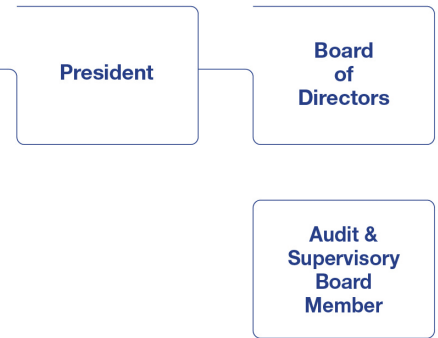 President
Board
of
Directors
Audit &
Supervisory
Board
Member